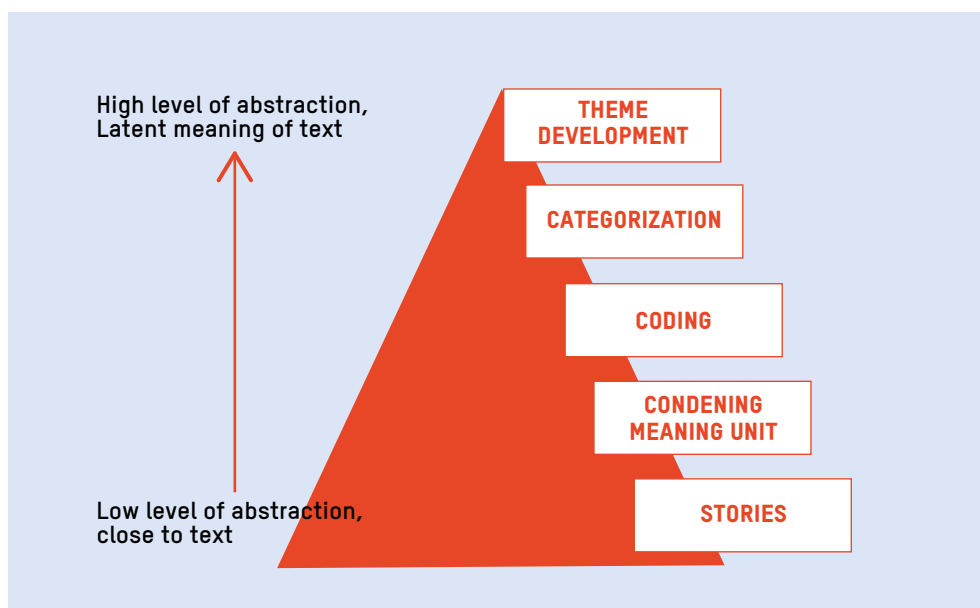 High level of abstraction,
Latent meaning of text
THEME
DEVELOPMENT
CATEGORIZATION
CODING
CONDENING
MEANING UNIT
STORIES
Low level of abstraction,
close to text